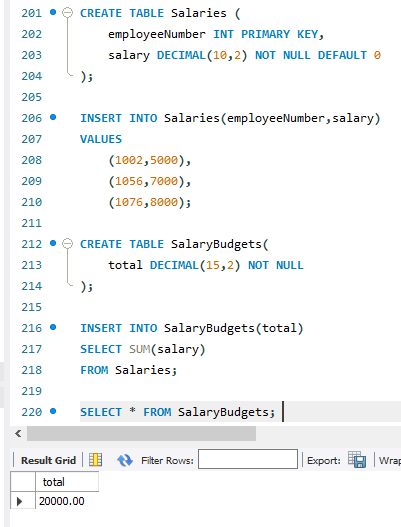 201 CREATE TABLE Salaries (
202 employeeNumber INT PRIMARY KEY,
203 salary DECIMAL(10,2) NOT NULL DEFAULT 0
204 );
205
206 INSERT INTO Salaries(employeeNumber,salary)
207 VALUES
208 (1002,5000),
209 (1056,7000),
210 (1076,8000);
211
212 CREATE TABLE SalaryBudgets(
213 total DECIMAL(15,2) NOT NULL
214 );
215
216 INSERT INTO SalaryBudgets(total)
217 SELECT SUM(salary)
218 FROM Salaries;
219
220 SELECT * FROM SalaryBudgets;
Result Grid Filter Rows: Export: Wrap
total
20000.00